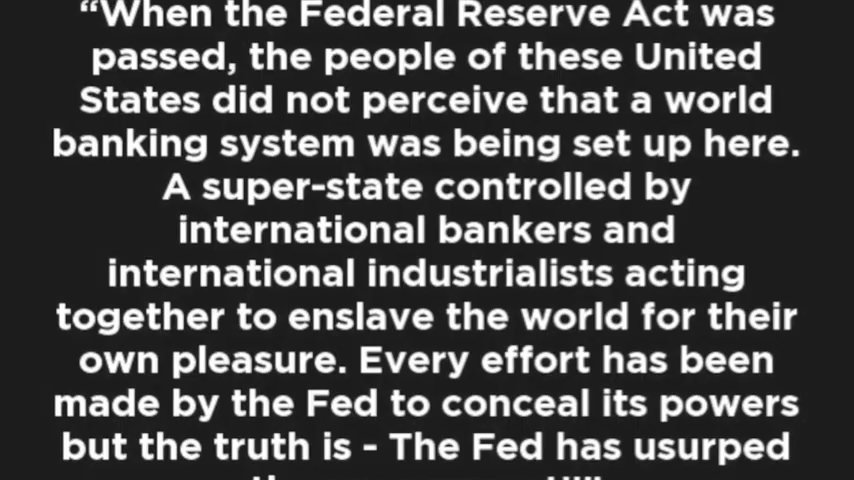 “When the Federal Reserve Act was
passed, the people of these United
States did not perceive that a world
banking system was being set up here.
A super-state controlled by
international bankers and
international industrialists acting
together to enslave the world for their
own pleasure. Every effort has been
made by the Fed to conceal its powers
but the truth is - The Fed has usurped